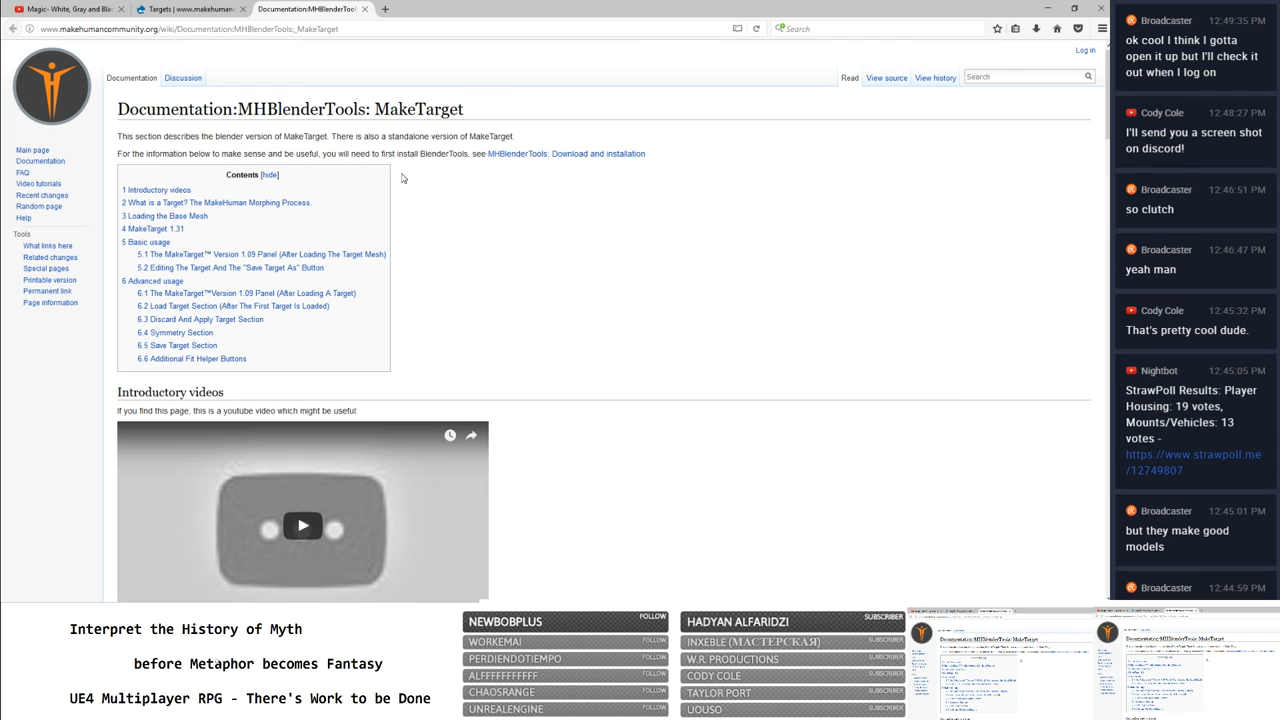 Magic- White, Gray and Bla
Targets | www.makehuman
Documentation:MHBlenderTool
www.makehumancommunity.org/wiki/Documentation:MHBlenderTools:_MakeTarget
Search
Log in
Documentation
Discussion
Read
View source
View history
Search
Documentation:MHBlenderTools: MakeTarget
This section describes the blender version of MakeTarget. There is also a standalone version of MakeTarget.
For the information below to make sense and be useful, you will need to first install BlenderTools, see MHBlenderTools: Download and installation
Main page
Documentation
FAQ
Video tutorials
Recent changes
Random page
Help
Tools
What links here
Related changes
Special pages
Printable version
Permanent link
Page information
Contents [hide]
1 Introductory videos
2 What is a Target? The MakeHuman Morphing Process.
3 Loading the Base Mesh
4 MakeTarget 1.31
5 Basic usage
5.1 The MakeTarget™ Version 1.09 Panel (After Loading The Target Mesh)
5.2 Editing The Target And The "Save Target As" Button
6 Advanced usage
6.1 The MakeTarget™Version 1.09 Panel (After Loading A Target)
6.2 Load Target Section (After The First Target Is Loaded)
6.3 Discard And Apply Target Section
6.4 Symmetry Section
6.5 Save Target Section
6.6 Additional Fit Helper Buttons
Introductory videos
If you find this page, this is a youtube video which might be useful.
Broadcaster 12:49:35 PM
ok cool I think I gotta
open it up but I'll check it
out when I log on
Cody Cole 12:48:27 PM
I'll send you a screen shot
on discord!
Broadcaster 12:46:51 PM
so clutch
Broadcaster 12:46:47 PM
yeah man
Cody Cole 12:45:32 PM
That's pretty cool dude.
Nightbot 12:45:05 PM
StrawPoll Results: Player
Housing: 19 votes,
Mounts/Vehicles: 13
votes -
https://www.strawpoll.me
/12749807
Broadcaster 12:45:01 PM
but they make good
models
Broadcaster 12:44:59 PM
Interpret the History of Myth
before Metaphor Defines Fantasy
UE4 Multiplayer RPG - Several's Work to be
NEWBOBPLUS FOLLOW
WORKEMAI FOLLOW
PERDIENDOTIEMPO FOLLOW
ALFFFFFFFFFF FOLLOW
CHAOSRANGE FOLLOW
UNREALENGINE FOLLOW
HADYAN ALFARIDZI SUBSCRIBER
INXEBLE (МАСТЕРСКАЯ) SUBSCRIBER
W.R. PRODUCTIONS SUBSCRIBER
CODY COLE SUBSCRIBER
TAYLOR PORT SUBSCRIBER
UOUSO SUBSCRIBER
Documentation:MHBlenderTools: MakeTarget
Documentation:MHBlenderTools: MakeTarget